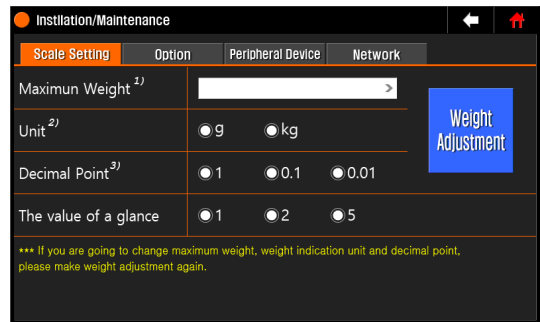 Instllation/Maintenance
Scale Setting Option Peripheral Device Network
Maximun Weight 1) >
Unit 2) g kg
Decimal Point 3) 1 0.1 0.01
The value of a glance 1 2 5
Weight
Adjustment
*** If you are going to change maximum weight, weight indication unit and decimal point,
please make weight adjustment again.